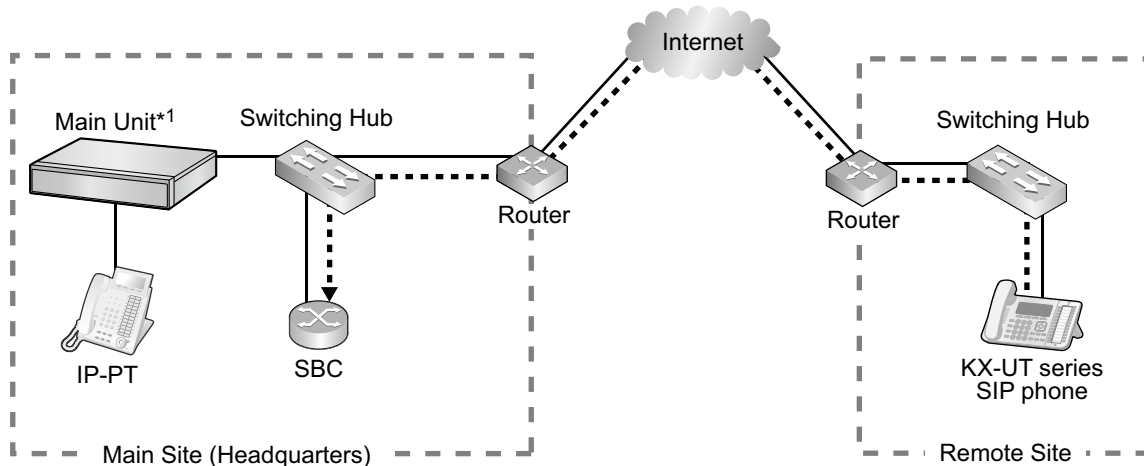 Internet
Main Unit*1
Switching Hub
Switching Hub
Router
Router
IP-PT
SBC
KX-UT series
SIP phone
Main Site (Headquarters)
Remote Site